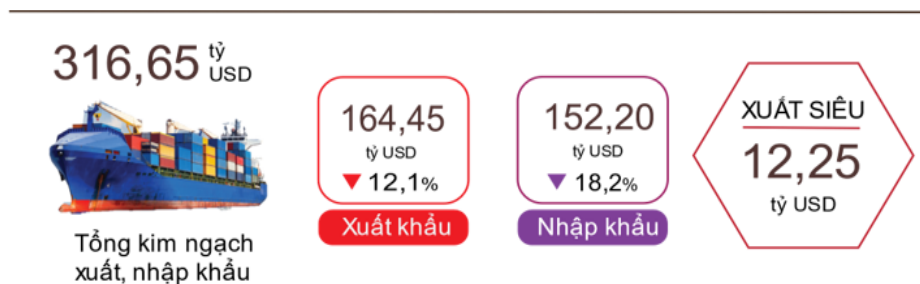 316,65 tỷ USD
Tổng kim ngạch
xuất, nhập khẩu
164,45
tỷ USD
▼ 12,1%
Xuất khẩu
152,20
tỷ USD
▼ 18,2%
Nhập khẩu
XUẤT SIÊU
12,25
tỷ USD